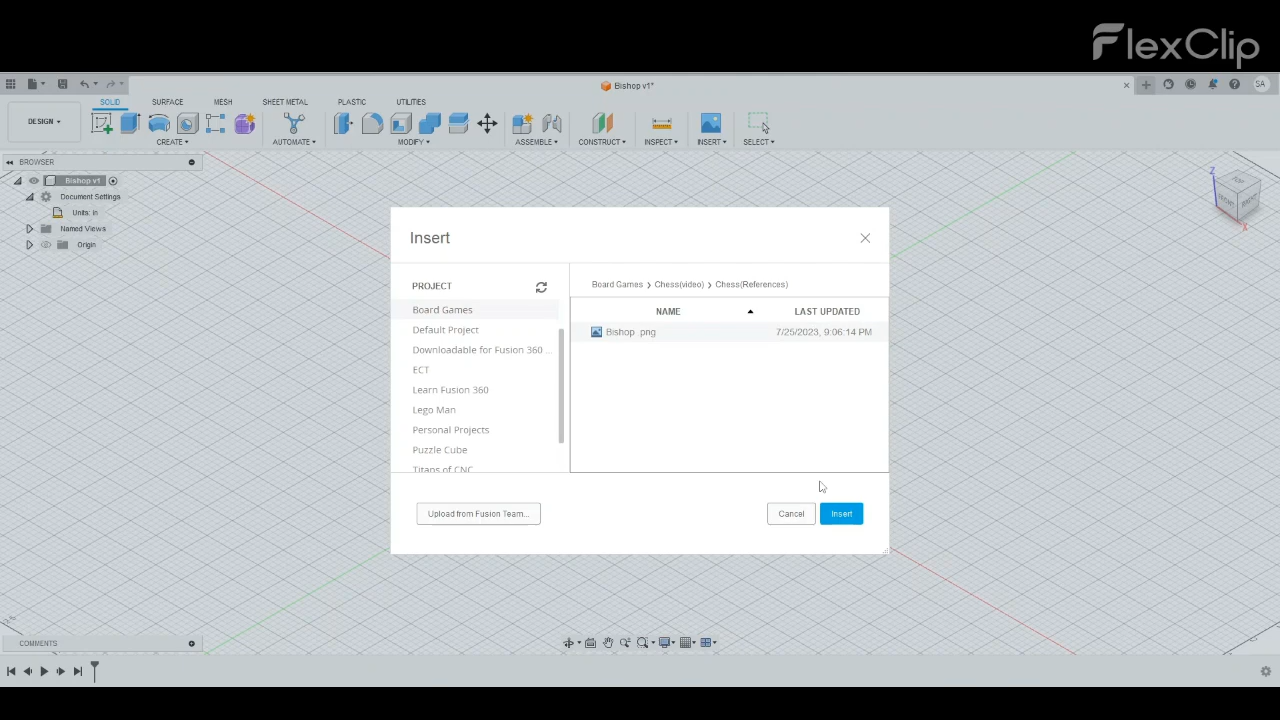 FlexClip
Bishop v1*
SA
DESIGN
SOLID
SURFACE
MESH
SHEET METAL
PLASTIC
UTILITIES
CREATE
AUTOMATE
MODIFY
ASSEMBLE
CONSTRUCT
INSPECT
INSERT
SELECT
BROWSER
Bishop v1
Document Settings
Units: in
Named Views
Origin
Z
TOP
FRONT
RIGHT
X
Insert
PROJECT
Board Games
Default Project
Downloadable for Fusion 360 ...
ECT
Learn Fusion 360
Lego Man
Personal Projects
Puzzle Cube
Titans of CNC
Board Games > Chess(video) > Chess(References)
NAME
LAST UPDATED
Bishop .png
7/25/2023, 9:06:14 PM
Upload from Fusion Team...
Cancel
Insert
COMMENTS